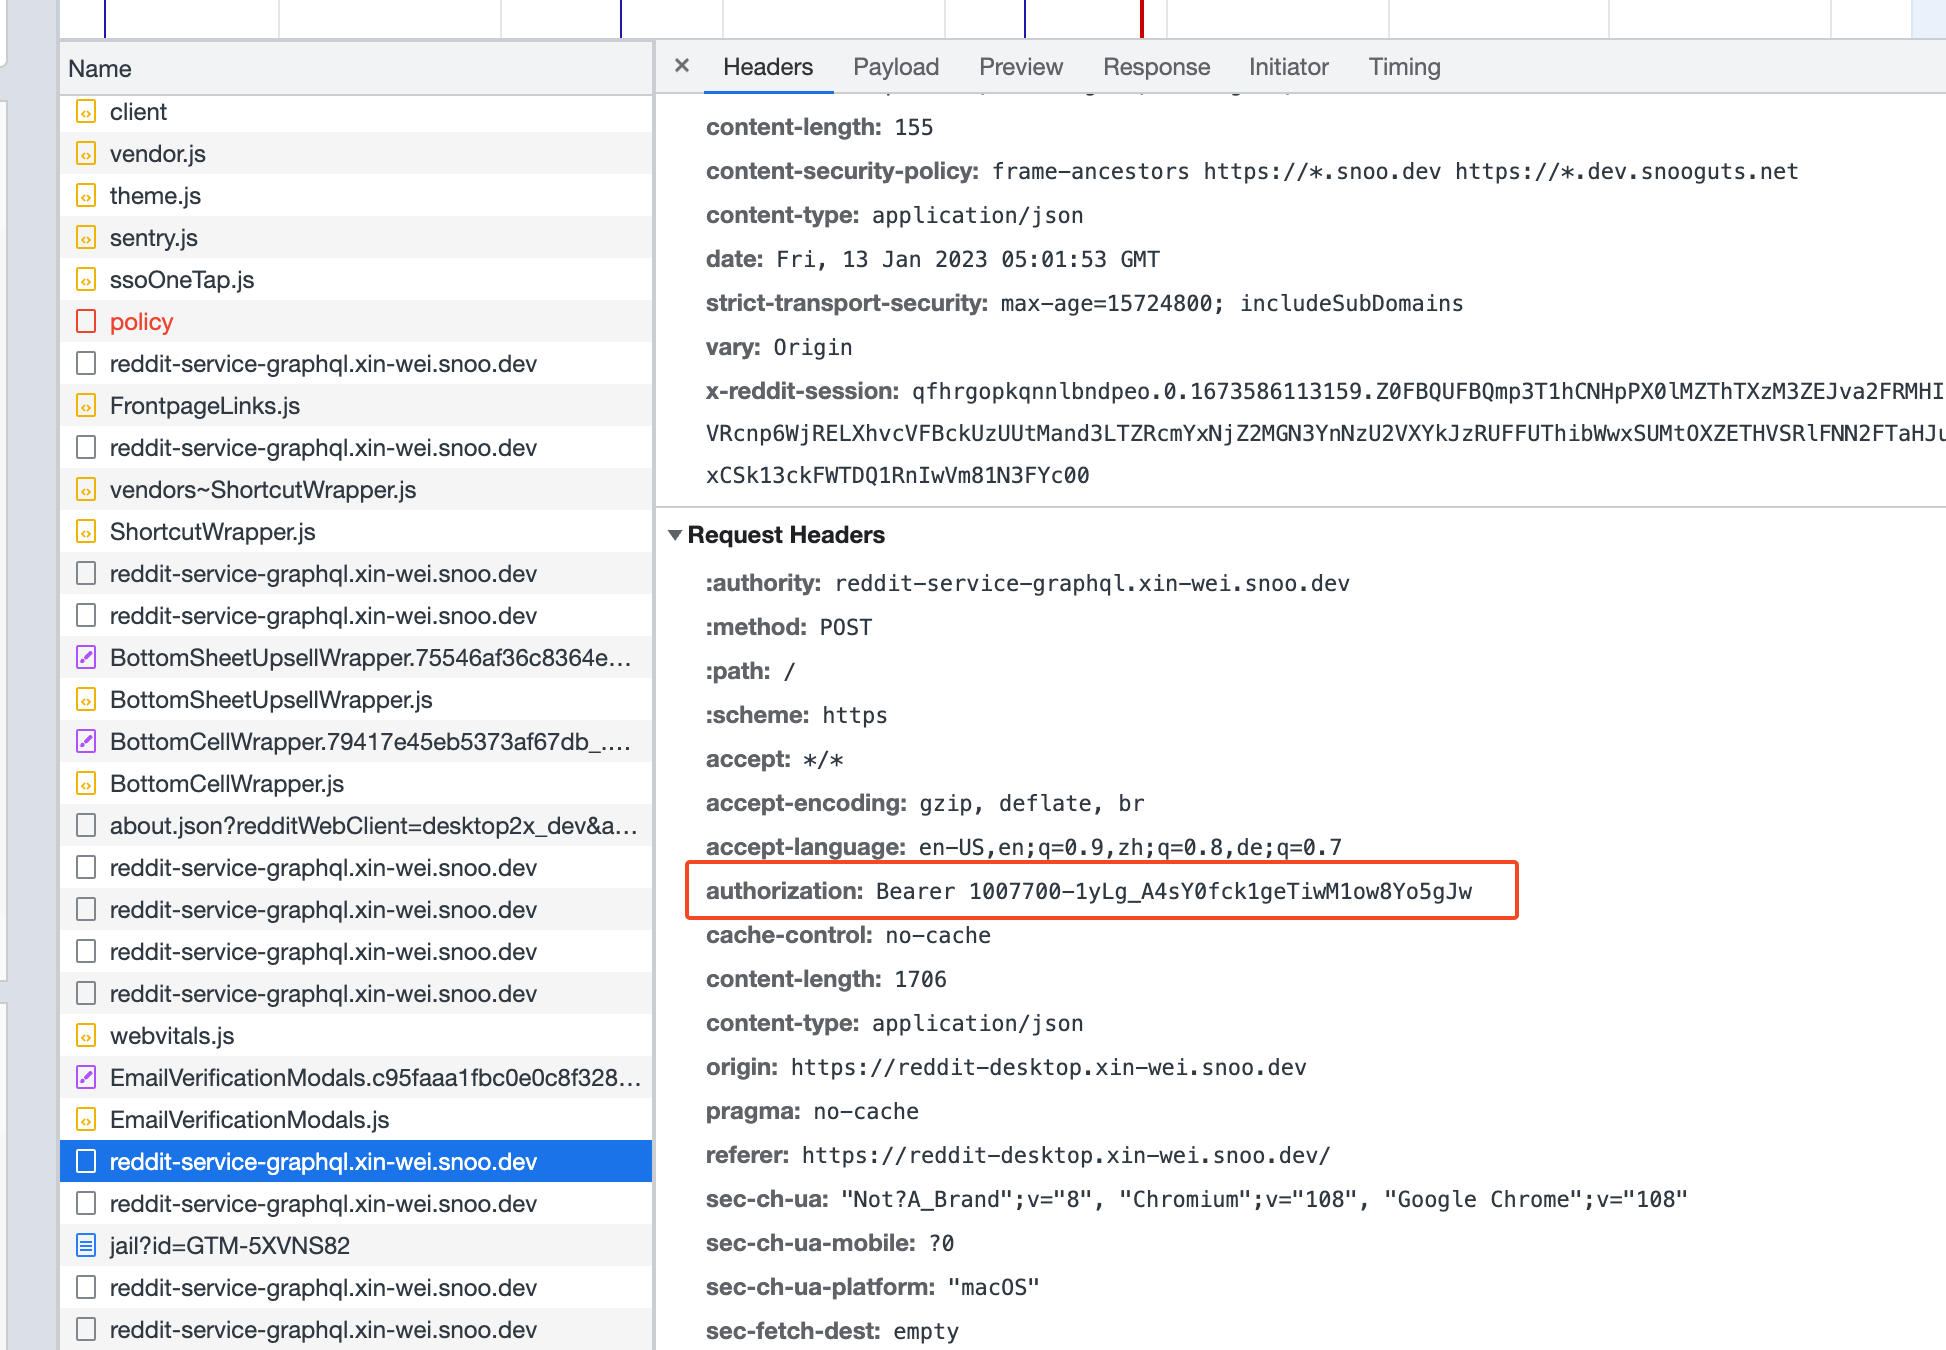 Name
client
vendor.js
theme.js
sentry.js
ssoOneTap.js
policy
reddit-service-graphql.xin-wei.snoo.dev
FrontpageLinks.js
reddit-service-graphql.xin-wei.snoo.dev
vendors~ShortcutWrapper.js
ShortcutWrapper.js
reddit-service-graphql.xin-wei.snoo.dev
reddit-service-graphql.xin-wei.snoo.dev
BottomSheetUpsellWrapper.75546af36c8364e...
BottomSheetUpsellWrapper.js
BottomCellWrapper.79417e45eb5373af67db_....
BottomCellWrapper.js
about.json?redditWebClient=desktop2x_dev&a...
reddit-service-graphql.xin-wei.snoo.dev
reddit-service-graphql.xin-wei.snoo.dev
reddit-service-graphql.xin-wei.snoo.dev
reddit-service-graphql.xin-wei.snoo.dev
webvitals.js
EmailVerificationModals.c95faaa1fbc0e0c8f328...
EmailVerificationModals.js
reddit-service-graphql.xin-wei.snoo.dev
reddit-service-graphql.xin-wei.snoo.dev
jail?id=GTM-5XVNS82
reddit-service-graphql.xin-wei.snoo.dev
reddit-service-graphql.xin-wei.snoo.dev
× Headers Payload Preview Response Initiator Timing
content-length: 155
content-security-policy: frame-ancestors https://*.snoo.dev https://*.dev.snooguts.net
content-type: application/json
date: Fri, 13 Jan 2023 05:01:53 GMT
strict-transport-security: max-age=15724800; includeSubDomains
vary: Origin
x-reddit-session: qfhrgopkqnnlbndpeo.0.1673586113159.Z0FBQUFBQmp3T1hCNHpPX0lMZThTXzM3ZEJva2FRMHI
VRcnp6WjRELXhvcVFBckUzUUtMand3LTZRcmYxNjZ2MGN3YnNzU2VXYkJzRUFFUThibWwxSUMtOXZETHVSRlFNN2FTaHJu
xCSk13ckFWTDQ1RnIwVm81N3FYc00
Request Headers
:authority: reddit-service-graphql.xin-wei.snoo.dev
:method: POST
:path: /
:scheme: https
accept: */*
accept-encoding: gzip, deflate, br
accept-language: en-US,en;q=0.9,zh;q=0.8,de;q=0.7
authorization: Bearer 1007700-1yLg_A4sY0fck1geTiwM1ow8Yo5gJw
cache-control: no-cache
content-length: 1706
content-type: application/json
origin: https://reddit-desktop.xin-wei.snoo.dev
pragma: no-cache
referer: https://reddit-desktop.xin-wei.snoo.dev/
sec-ch-ua: "Not?A_Brand";v="8", "Chromium";v="108", "Google Chrome";v="108"
sec-ch-ua-mobile: ?0
sec-ch-ua-platform: "macOS"
sec-fetch-dest: empty